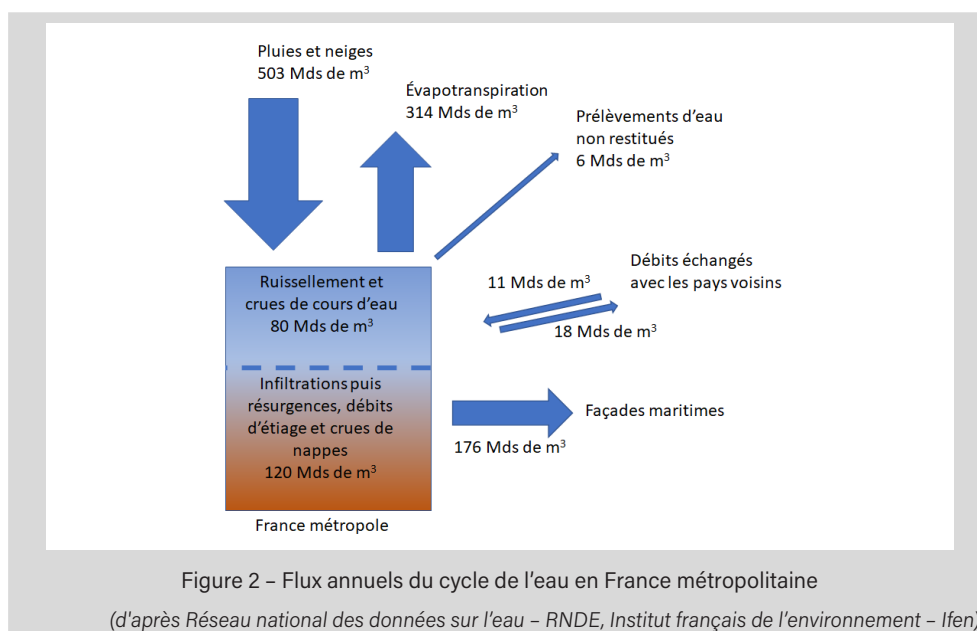 Pluies et neiges
503 Mds de m³
Évapotranspiration
314 Mds de m³
Prélèvements d'eau
non restitués
6 Mds de m³
Ruissellement et
crues de cours d'eau
80 Mds de m³
11 Mds de m³
Débits échangés
avec les pays voisins
18 Mds de m³
Infiltrations puis
résurgences, débits
d'étiage et crues de
nappes
120 Mds de m³
Façades maritimes
176 Mds de m³
France métropole
Figure 2 – Flux annuels du cycle de l'eau en France métropolitaine
(d'après Réseau national des données sur l'eau – RNDE, Institut français de l'environnement – Ifen)